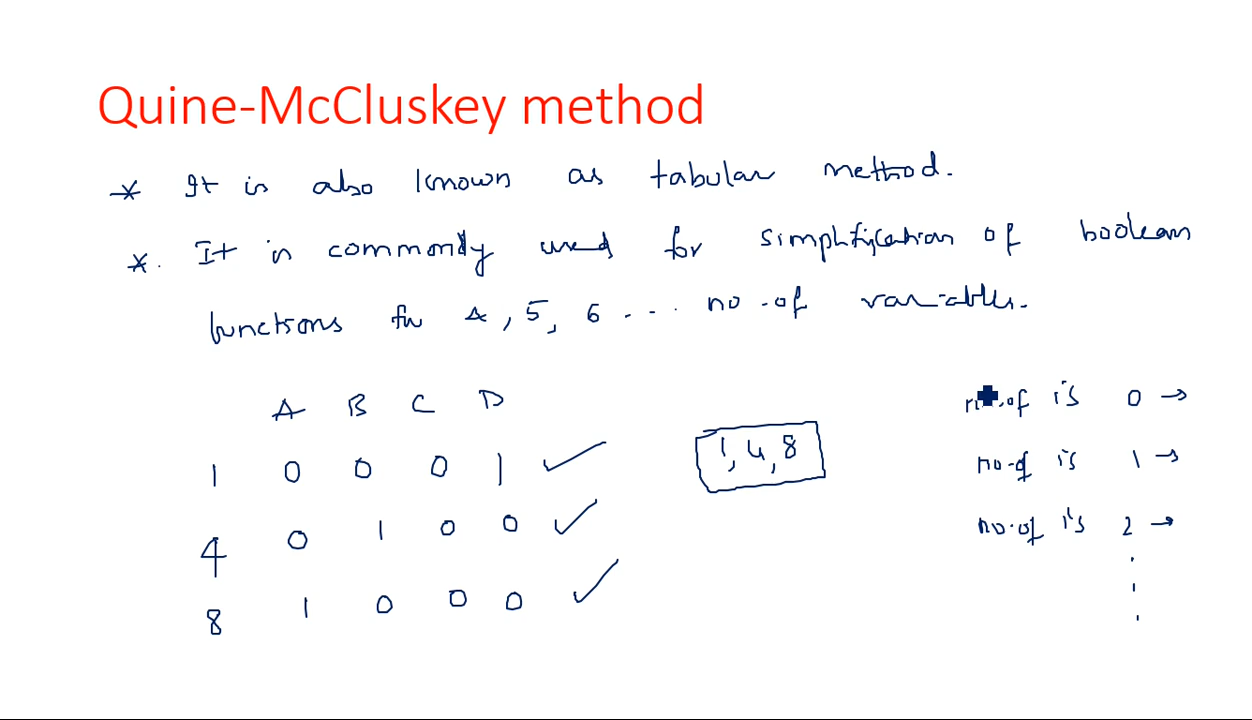 Quine-McCluskey method
* It is also known as tabular method.
*. It is commonly used for simplification of boolean
functions for 4, 5, 6 .... no.of variables.
A B C D
1 0 0 0 1 ✓
4 0 1 0 0 ✓
8 1 0 0 0 ✓
1, 4, 8
no.of 1's 0 →
no.of 1's 1 →
no.of 1's 2 →